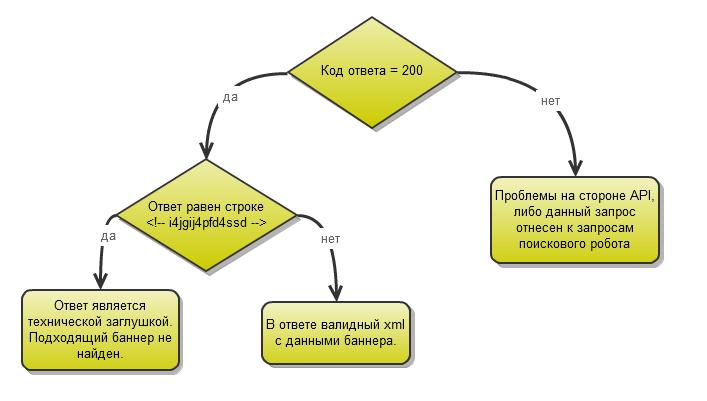 Код ответа = 200
да
нет
Ответ равен строке
<!-- i4jgij4pfd4ssd -->
Проблемы на стороне API,
либо данный запрос
отнесен к запросам
поискового робота
да
нет
Ответ является
технической заглушкой.
Подходящий баннер не
найден.
В ответе валидный xml
с данными баннера.